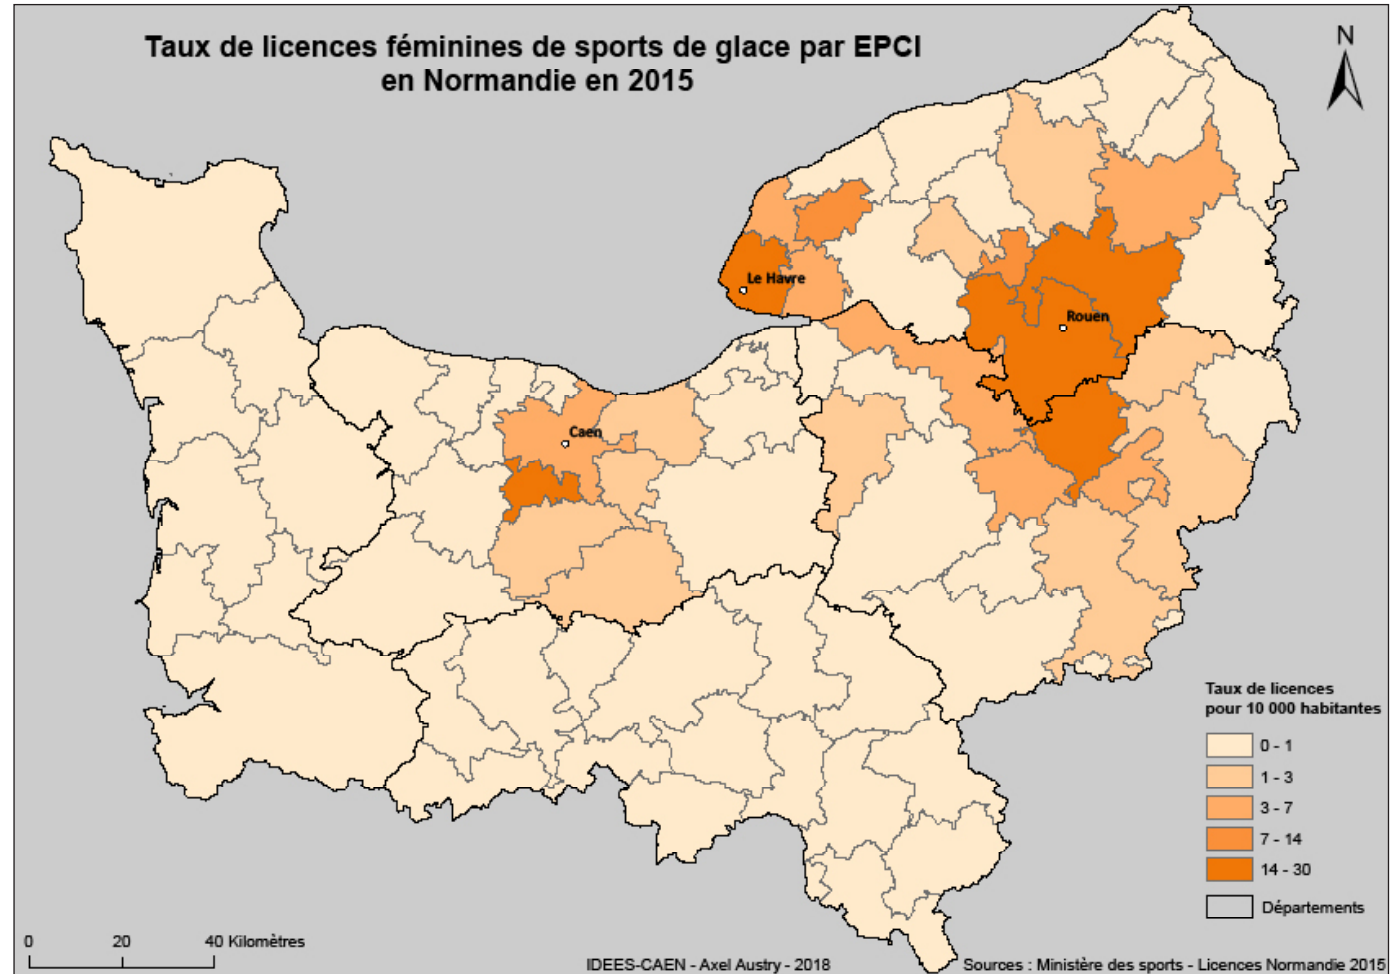 Taux de licences féminines de sports de glace par EPCI
en Normandie en 2015
N
Le Havre
Rouen
Caen
Taux de licences
pour 10 000 habitantes
0 - 1
1 - 3
3 - 7
7 - 14
14 - 30
Départements
0 20 40 Kilomètres
IDEES-CAEN - Axel Austry - 2018
Sources : Ministère des sports - Licences Normandie 2015